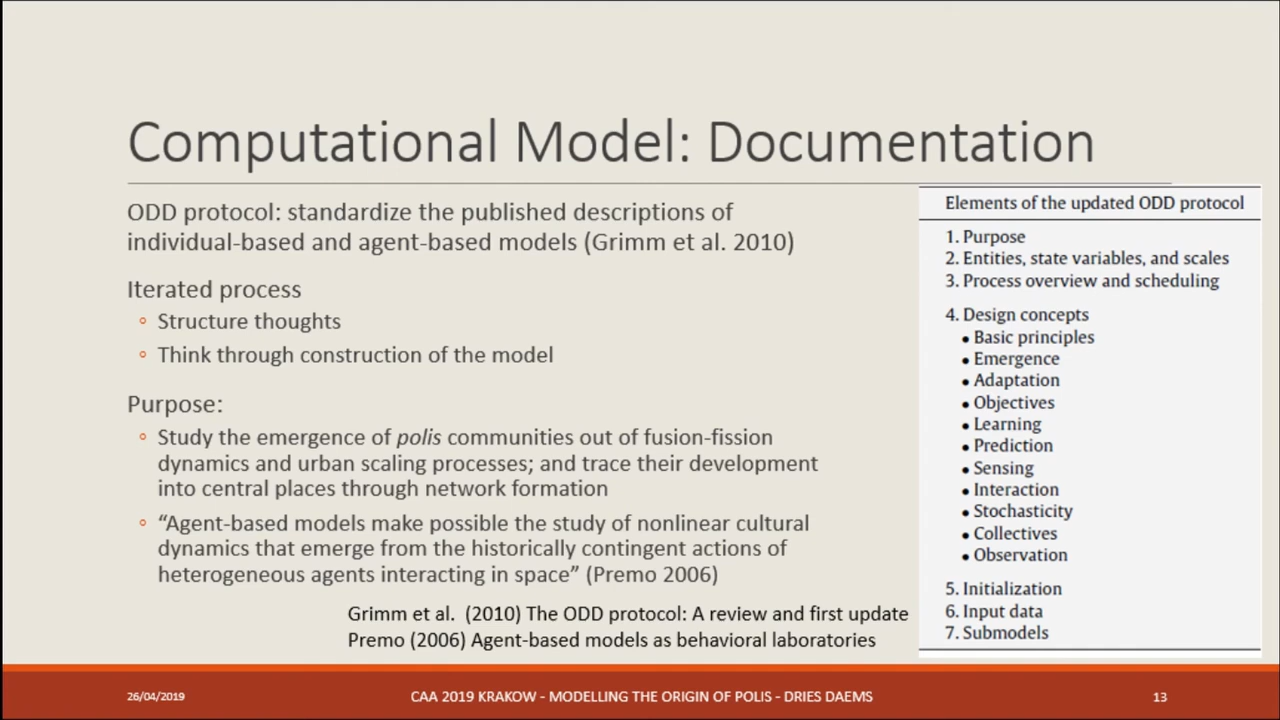 Computational Model: Documentation
ODD protocol: standardize the published descriptions of
individual-based and agent-based models (Grimm et al. 2010)
Iterated process
◦ Structure thoughts
◦ Think through construction of the model
Purpose:
◦ Study the emergence of polis communities out of fusion-fission
dynamics and urban scaling processes; and trace their development
into central places through network formation
◦ “Agent-based models make possible the study of nonlinear cultural
dynamics that emerge from the historically contingent actions of
heterogeneous agents interacting in space” (Premo 2006)
Grimm et al. (2010) The ODD protocol: A review and first update
Premo (2006) Agent-based models as behavioral laboratories
Elements of the updated ODD protocol
1. Purpose
2. Entities, state variables, and scales
3. Process overview and scheduling
4. Design concepts
• Basic principles
• Emergence
• Adaptation
• Objectives
• Learning
• Prediction
• Sensing
• Interaction
• Stochasticity
• Collectives
• Observation
5. Initialization
6. Input data
7. Submodels
26/04/2019
CAA 2019 KRAKOW - MODELLING THE ORIGIN OF POLIS - DRIES DAEMS
13